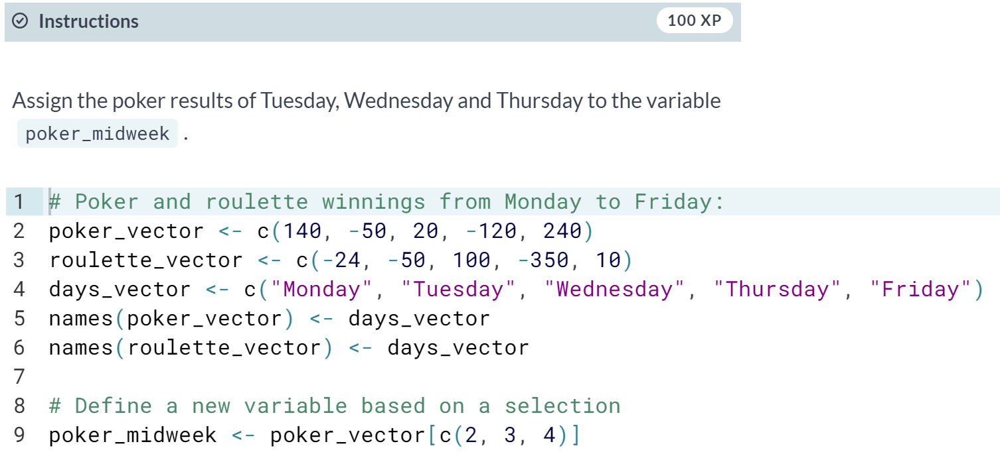 Instructions
100 XP
Assign the poker results of Tuesday, Wednesday and Thursday to the variable
poker_midweek .
1 # Poker and roulette winnings from Monday to Friday:
2 poker_vector <- c(140, -50, 20, -120, 240)
3 roulette_vector <- c(-24, -50, 100, -350, 10)
4 days_vector <- c("Monday", "Tuesday", "Wednesday", "Thursday", "Friday")
5 names(poker_vector) <- days_vector
6 names(roulette_vector) <- days_vector
7
8 # Define a new variable based on a selection
9 poker_midweek <- poker_vector[c(2, 3, 4)]